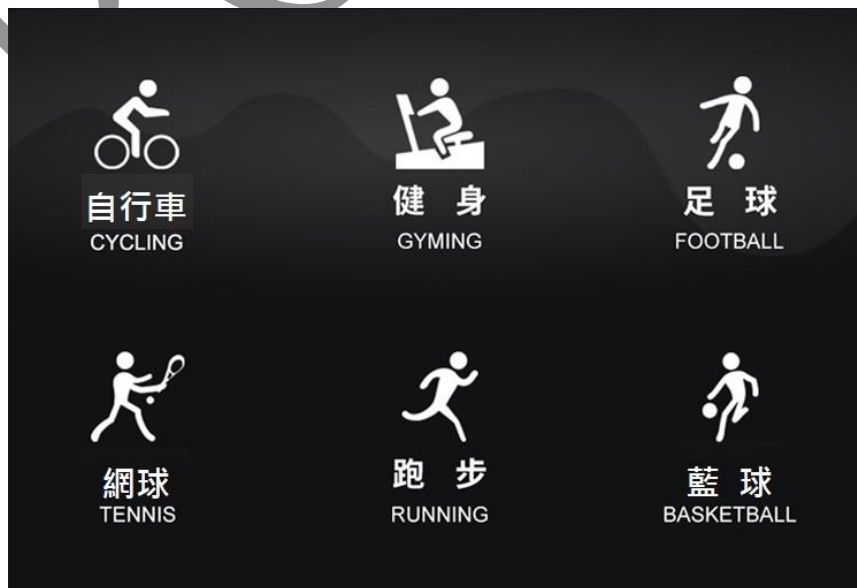 自行車
CYCLING
健 身
GYMING
足 球
FOOTBALL
網球
TENNIS
跑 步
RUNNING
藍 球
BASKETBALL